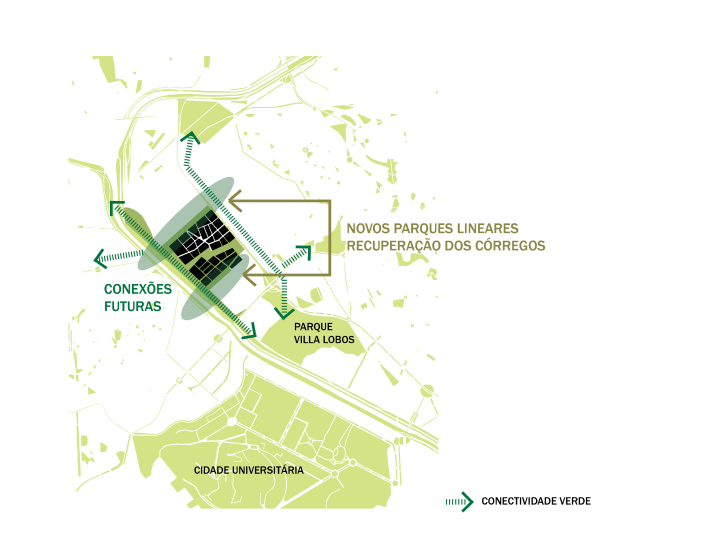 NOVOS PARQUES LINEARES
RECUPERAÇÃO DOS CÓRREGOS
CONEXÕES
FUTURAS
PARQUE
VILLA LOBOS
CIDADE UNIVERSITÁRIA
CONECTIVIDADE VERDE